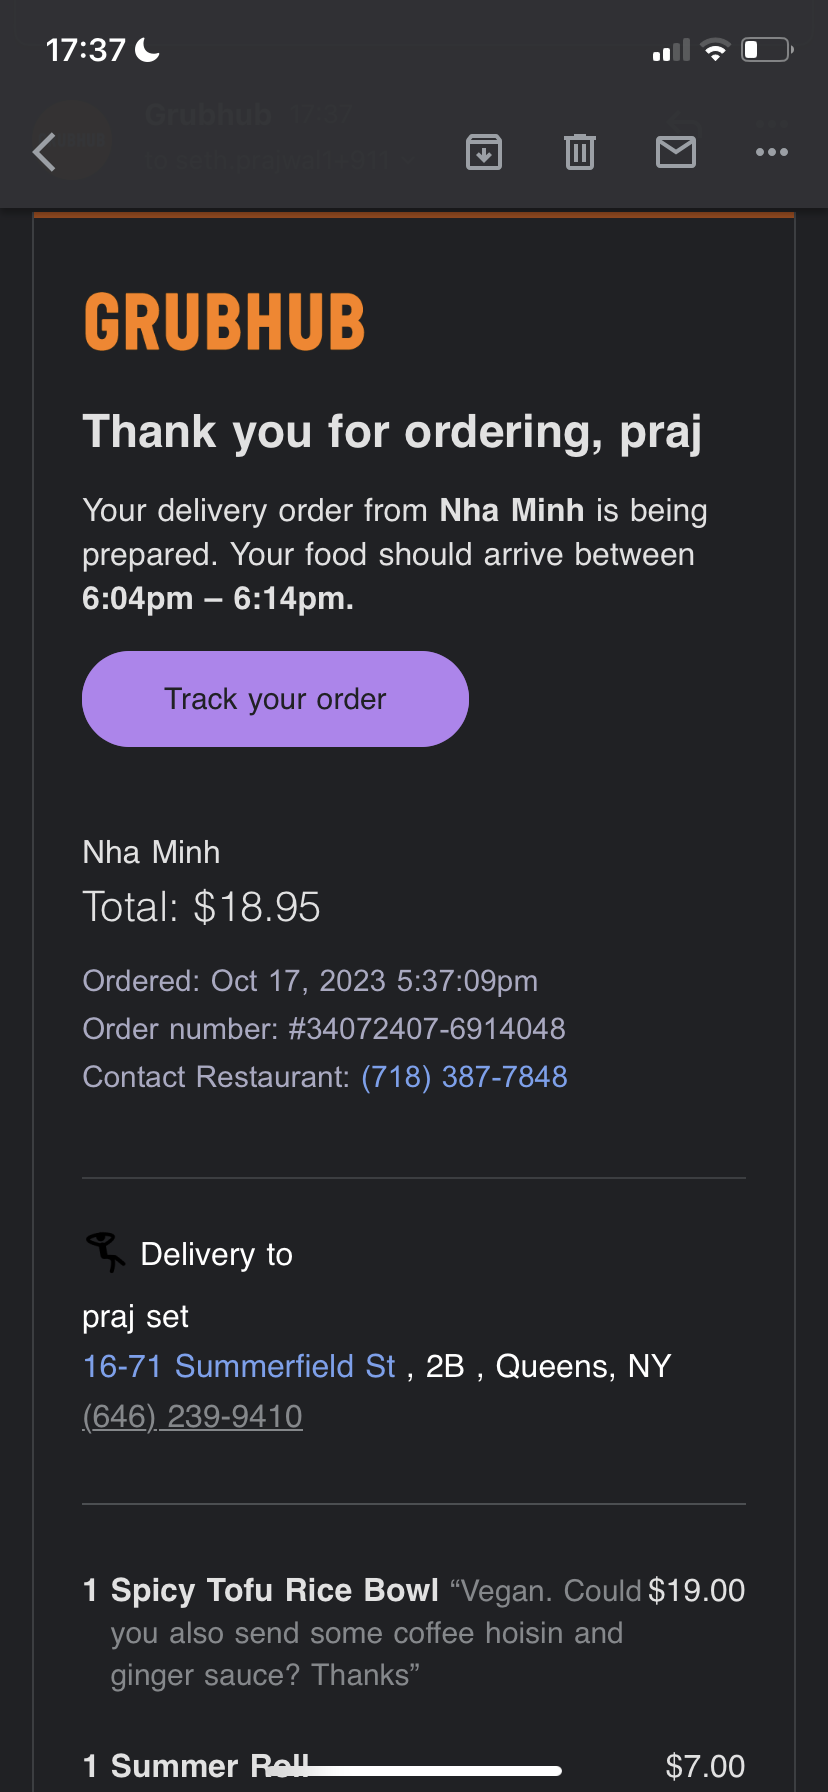 17:37
Grubhub 17:37
GRUBHUB
Thank you for ordering, praj
Your delivery order from Nha Minh is being
prepared. Your food should arrive between
6:04pm – 6:14pm.
Track your order
Nha Minh
Total: $18.95
Ordered: Oct 17, 2023 5:37:09pm
Order number: #34072407-6914048
Contact Restaurant: (718) 387-7848
Delivery to
praj set
16-71 Summerfield St , 2B , Queens, NY
(646) 239-9410
1 Spicy Tofu Rice Bowl “Vegan. Could $19.00
you also send some coffee hoisin and
ginger sauce? Thanks”
1 Summer Roll $7.00